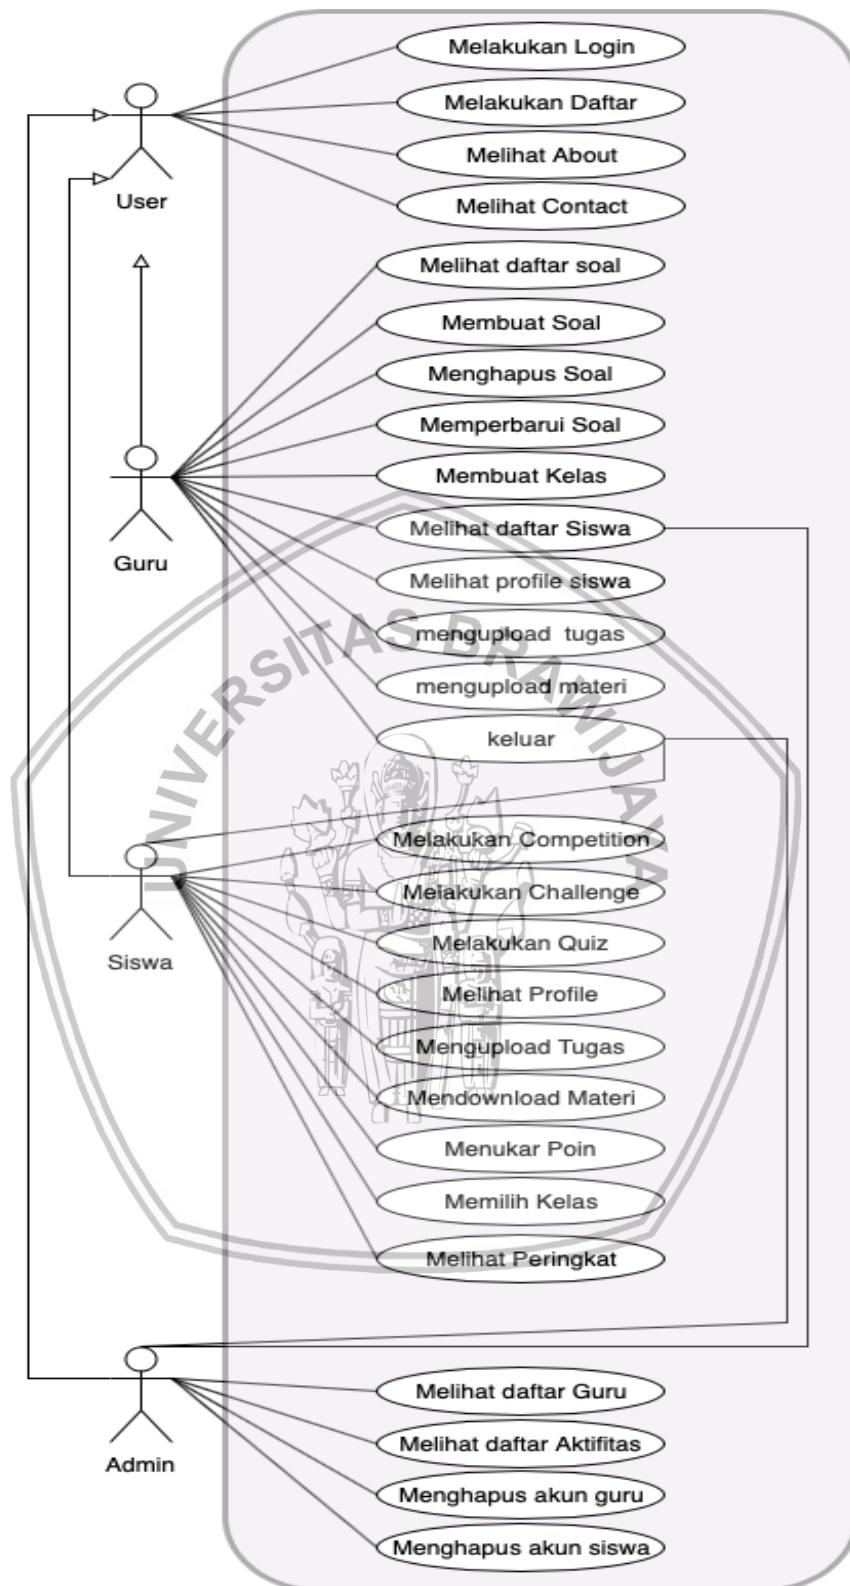 Melakukan Login
Melakukan Daftar
Melihat About
Melihat Contact
User
Melihat daftar soal
Membuat Soal
Menghapus Soal
Memperbarui Soal
Membuat Kelas
Melihat daftar Siswa
Melihat profile siswa
mengupload tugas
mengupload materi
keluar
Guru
UNIVERSITAS BRAWIJAYA
Melakukan Competition
Melakukan Challenge
Melakukan Quiz
Melihat Profile
Mengupload Tugas
Mendownload Materi
Menukar Poin
Memilih Kelas
Melihat Peringkat
Siswa
Melihat daftar Guru
Melihat daftar Aktifitas
Menghapus akun guru
Menghapus akun siswa
Admin